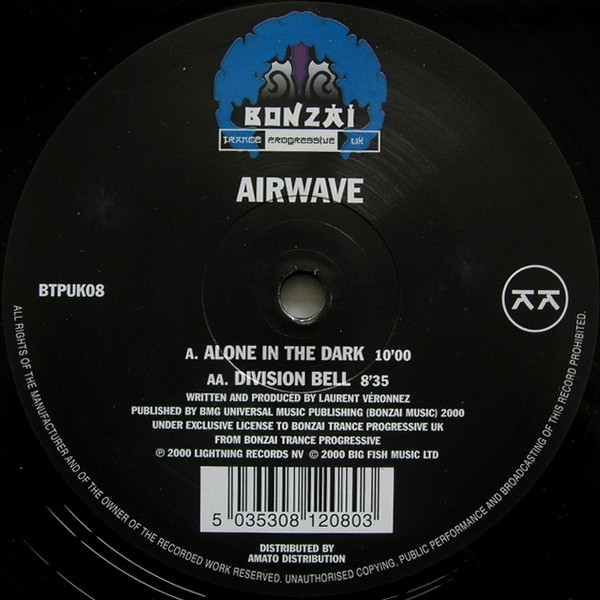 BONZAI
TRANCE PROGRESSIVE UK
AIRWAVE
BTPUK08
AA
A. ALONE IN THE DARK 10'00
AA. DIVISION BELL 8'35
WRITTEN AND PRODUCED BY LAURENT VÉRONNEZ
PUBLISHED BY BMG UNIVERSAL MUSIC PUBLISHING (BONZAI MUSIC) 2000
UNDER EXCLUSIVE LICENSE TO BONZAI TRANCE PROGRESSIVE UK
FROM BONZAI TRANCE PROGRESSIVE
℗ 2000 LIGHTNING RECORDS NV © 2000 BIG FISH MUSIC LTD
5 035308 120803
DISTRIBUTED BY
AMATO DISTRIBUTION
ALL RIGHTS OF THE MANUFACTURER AND OF THE OWNER OF THE RECORDED WORK RESERVED. UNAUTHORISED COPYING, PUBLIC PERFORMANCE AND BROADCASTING OF THIS RECORD PROHIBITED.